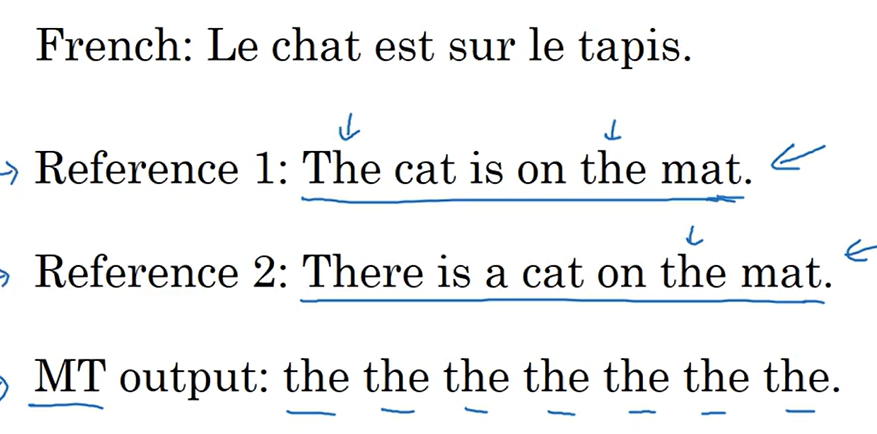 French: Le chat est sur le tapis.
Reference 1: The cat is on the mat.
Reference 2: There is a cat on the mat.
MT output: the the the the the the the.